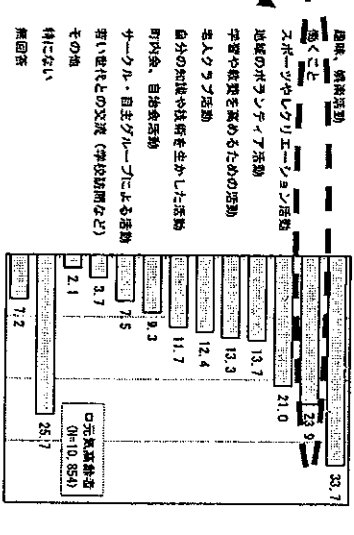 趣味、娯楽活動
働くこと
スポーツやレクリエーション活動
地域のボランティア活動
学習や教養を高めるための活動
老人クラブ活動
自分の知識や技術を生かした活動
町内会、自治会活動
サークル・自主グループによる活動
若い世代との交流（学校訪問など）
その他
特にない
無回答
33.7
23.9
21.0
13.7
13.3
12.4
11.7
9.3
7.5
3.7
2.1
25.7
7.2
□元気高齢者
(N=10,854)